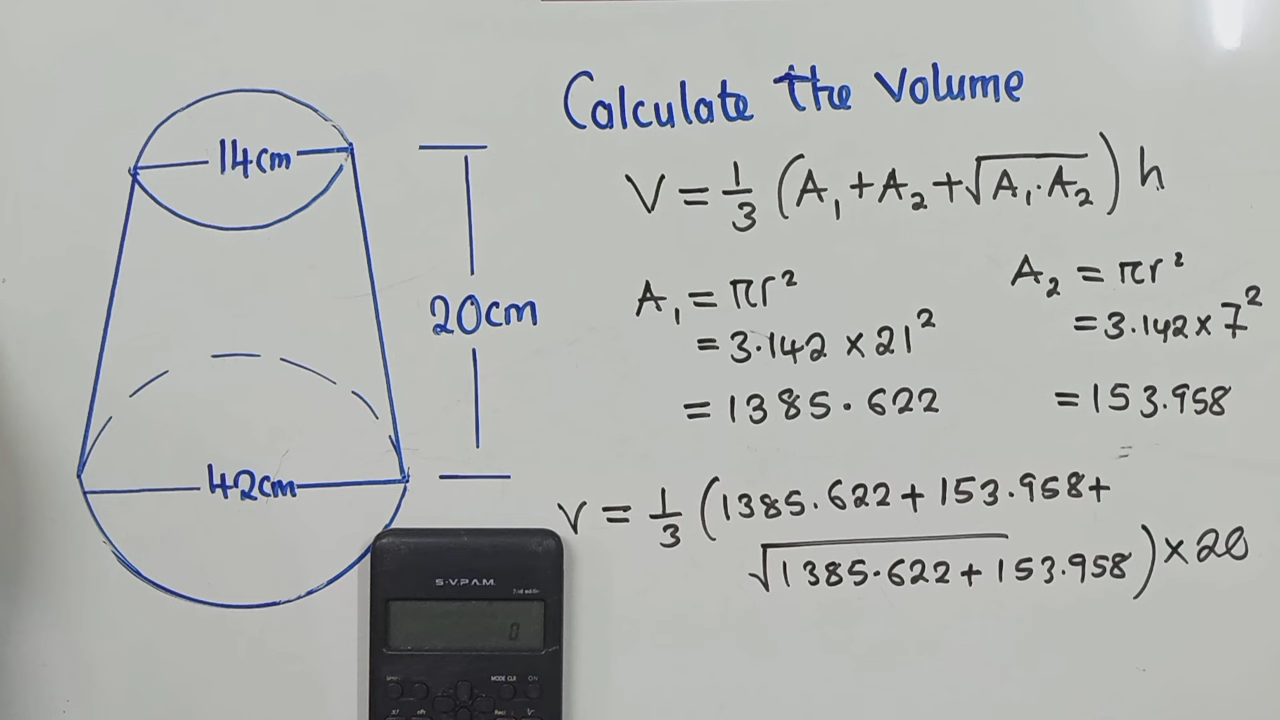 Calculate the Volume
14cm
20cm
42cm
V = 1/3 (A₁ + A₂ + √A₁·A₂) h
A₁ = πr²
= 3.142 × 21²
= 1385.622
A₂ = πr²
= 3.142 × 7²
= 153.958
=
V = 1/3 (1385.622 + 153.958 +
√1385.622 + 153.958) × 20
S-V.P.A.M.
0
MODE CLR ON
nPr